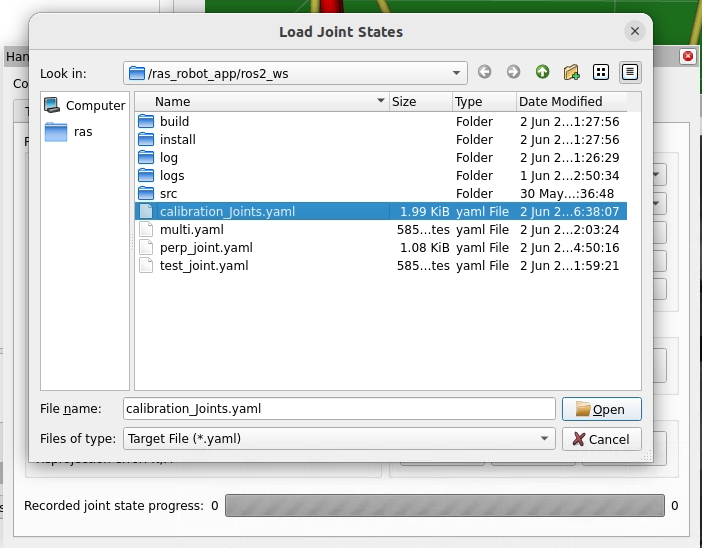 Load Joint States
Han
Look in: /ras_robot_app/ros2_ws
Co
Computer
ras
Name Size Type Date Modified
build Folder 2 Jun 2...1:27:56
install Folder 2 Jun 2...1:27:56
log Folder 2 Jun 2...1:26:29
logs Folder 1 Jun 2...2:50:34
src Folder 30 May...:36:48
calibration_Joints.yaml 1.99 KiB yaml File 2 Jun 2...6:38:07
multi.yaml 585...tes yaml File 2 Jun 2...2:03:24
perp_joint.yaml 1.08 KiB yaml File 2 Jun 2...4:50:16
test_joint.yaml 585...tes yaml File 2 Jun 2...1:59:21
File name: calibration_Joints.yaml Open
Files of type: Target File (*.yaml) Cancel
Recorded joint state progress: 0 0